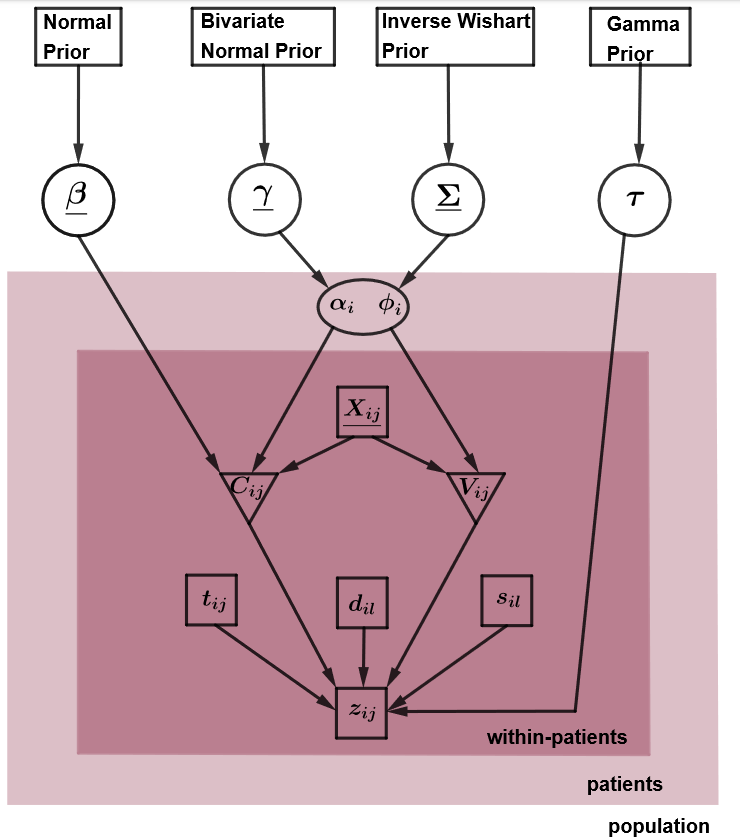 Normal
Prior
Bivariate
Normal Prior
Inverse Wishart
Prior
Gamma
Prior
β
γ
Σ
τ
αᵢ ϕᵢ
Xᵢⱼ
Cᵢⱼ
Vᵢⱼ
tᵢⱼ
dᵢₗ
sᵢₗ
zᵢⱼ
within-patients
patients
population